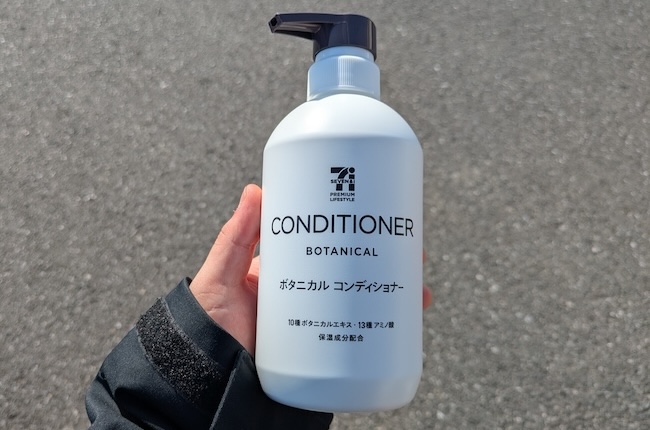 7i
SEVEN & i
PREMIUM
LIFESTYLE
CONDITIONER
BOTANICAL
ボタニカル コンディショナー
10種ボタニカルエキス・13種アミノ酸
保湿成分配合